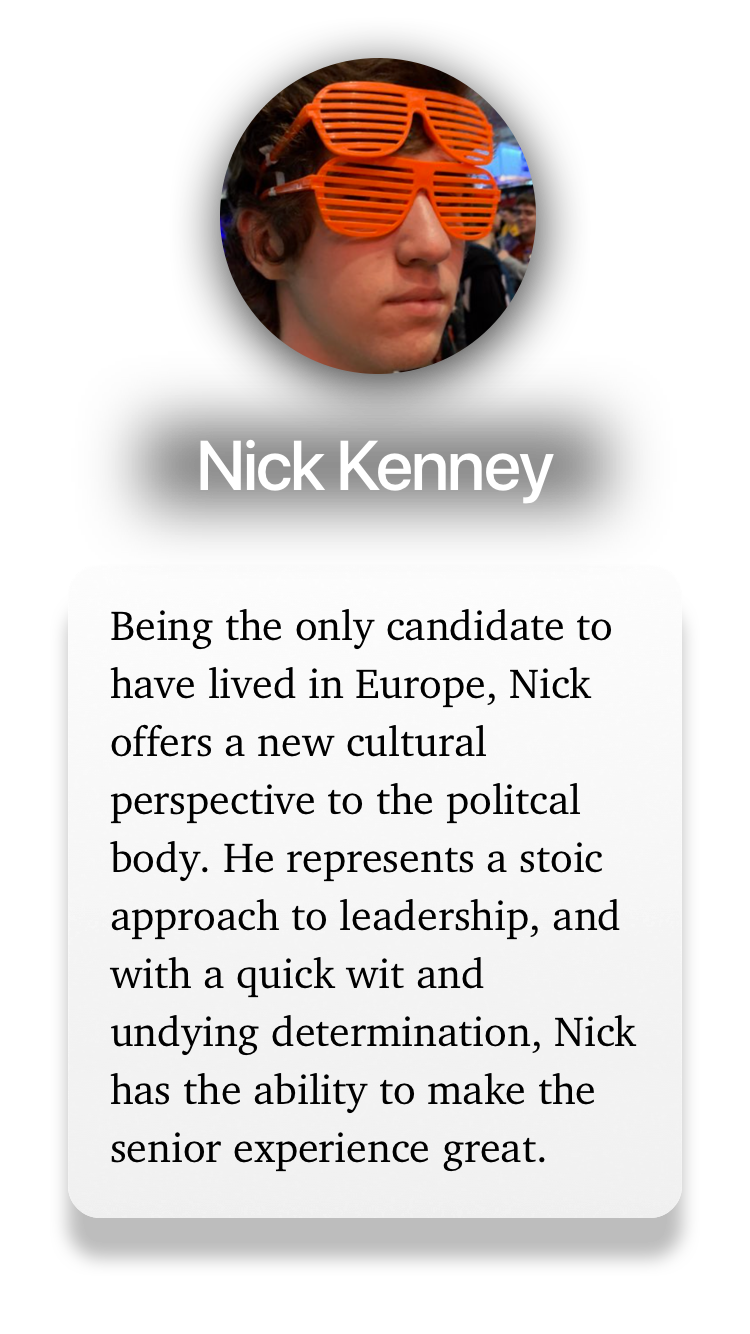 Nick Kenney
Being the only candidate to
have lived in Europe, Nick
offers a new cultural
perspective to the politcal
body. He represents a stoic
approach to leadership, and
with a quick wit and
undying determination, Nick
has the ability to make the
senior experience great.